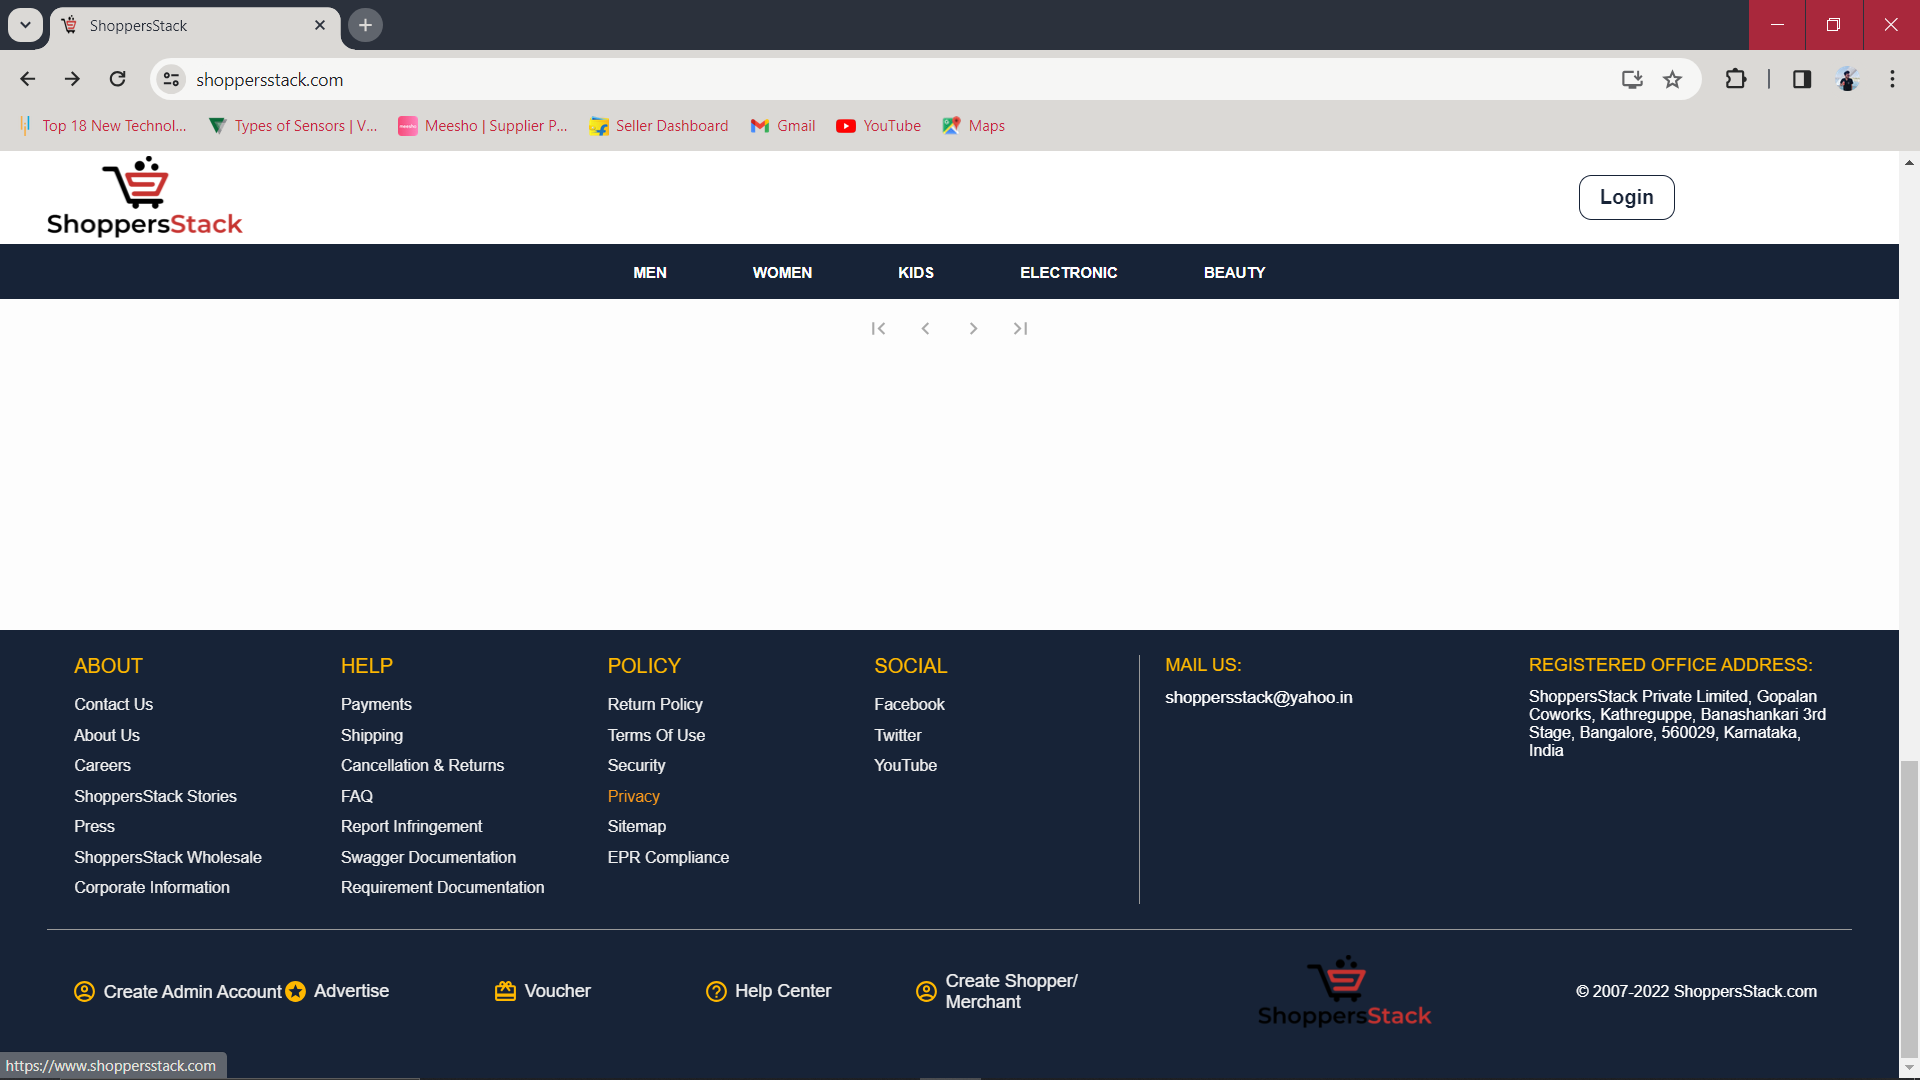 ShoppersStack
shoppersstack.com
Top 18 New Technol...
Types of Sensors | V...
Meesho | Supplier P...
Seller Dashboard
Gmail
YouTube
Maps
ShoppersStack
Login
MEN
WOMEN
KIDS
ELECTRONIC
BEAUTY
ABOUT
Contact Us
About Us
Careers
ShoppersStack Stories
Press
ShoppersStack Wholesale
Corporate Information
HELP
Payments
Shipping
Cancellation & Returns
FAQ
Report Infringement
Swagger Documentation
Requirement Documentation
POLICY
Return Policy
Terms Of Use
Security
Privacy
Sitemap
EPR Compliance
SOCIAL
Facebook
Twitter
YouTube
MAIL US:
shoppersstack@yahoo.in
REGISTERED OFFICE ADDRESS:
ShoppersStack Private Limited, Gopalan
Coworks, Kathreguppe, Banashankari 3rd
Stage, Bangalore, 560029, Karnataka,
India
Create Admin Account
Advertise
Voucher
Help Center
Create Shopper/
Merchant
ShoppersStack
© 2007-2022 ShoppersStack.com
https://www.shoppersstack.com